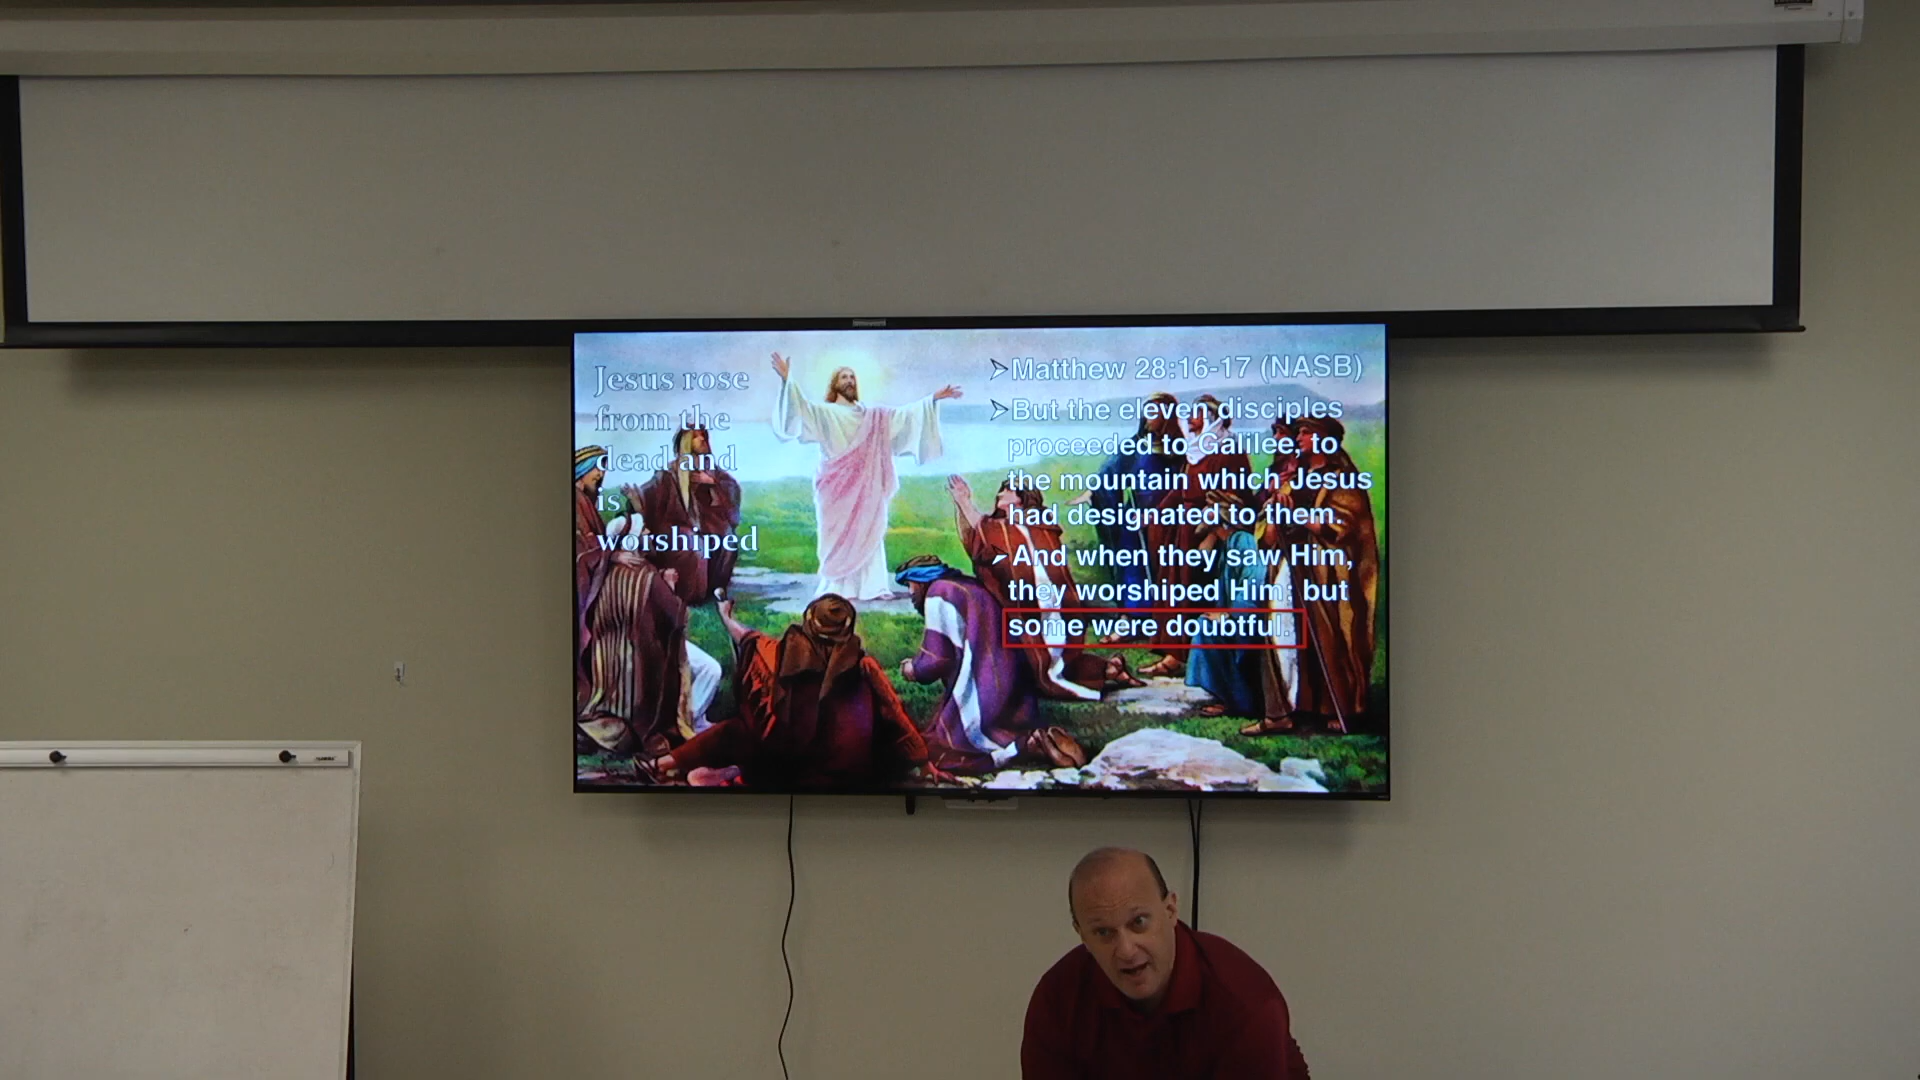 Jesus rose
from the
dead and
is
worshiped
➢Matthew 28:16-17 (NASB)
➢But the eleven disciples
proceeded to Galilee, to
the mountain which Jesus
had designated to them.
➢And when they saw Him,
they worshiped Him; but
some were doubtful.